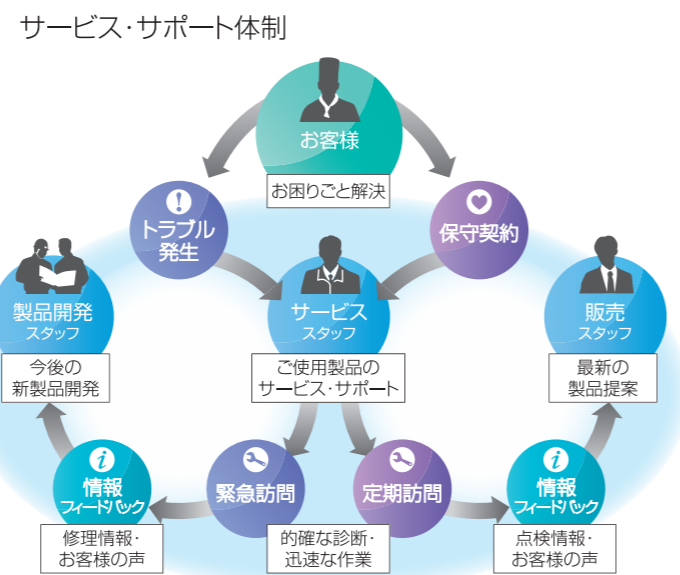 サービス・サポート体制
お客様
お困りごと解決
トラブル
発生
保守契約
製品開発
スタッフ
今後の
新製品開発
サービス
スタッフ
ご使用製品の
サービス・サポート
販売
スタッフ
最新の
製品提案
情報
フィードバック
修理情報・
お客様の声
緊急訪問
的確な診断・
迅速な作業
定期訪問
情報
フィードバック
点検情報・
お客様の声